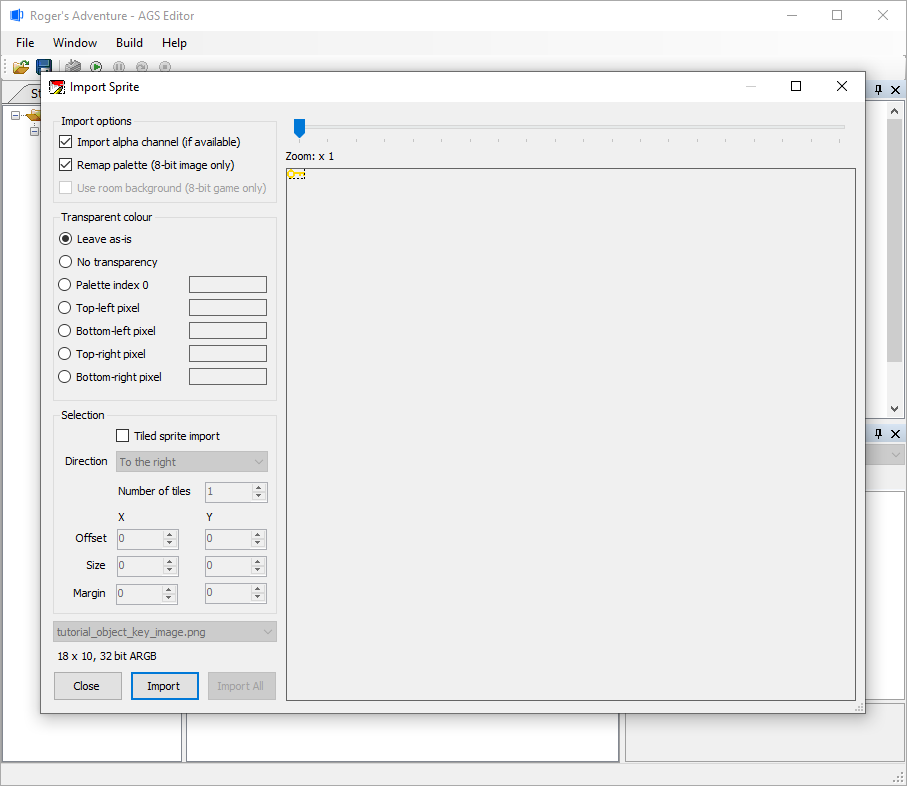 Roger's Adventure - AGS Editor
File Window Build Help
St
Import Sprite
Import options
Import alpha channel (if available)
Remap palette (8-bit image only)
Use room background (8-bit game only)
Transparent colour
Leave as-is
No transparency
Palette index 0
Top-left pixel
Bottom-left pixel
Top-right pixel
Bottom-right pixel
Selection
Tiled sprite import
Direction To the right
Number of tiles 1
X Y
Offset 0 0
Size 0 0
Margin 0 0
tutorial_object_key_image.png
18 x 10, 32 bit ARGB
Close Import Import All
Zoom: x 1